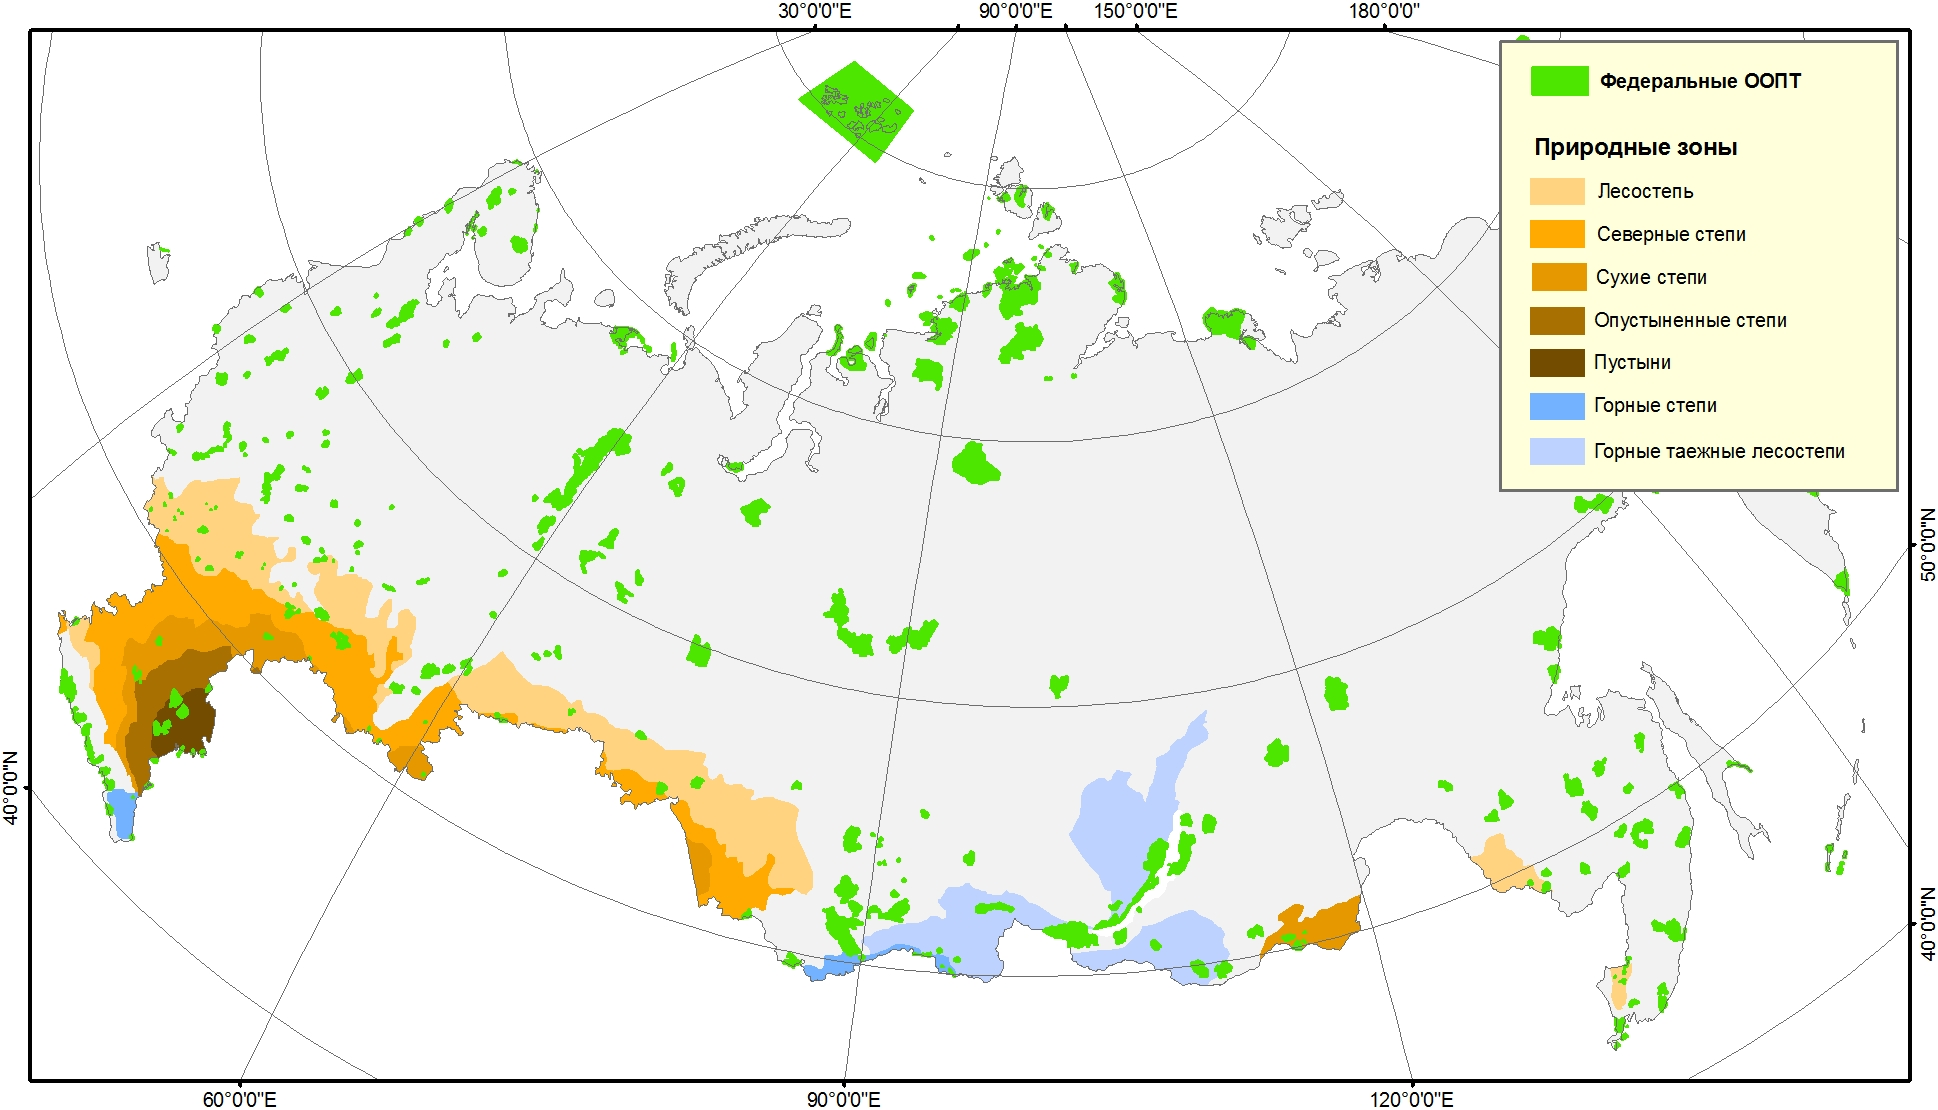 30°0'0"E
90°0'0"E
150°0'0"E
180°0'0"
Федеральные ООПТ
Природные зоны
Лесостепь
Северные степи
Сухие степи
Опустыненные степи
Пустыни
Горные степи
Горные таежные лесостепи
50°0'0"N
40°0'0"N
40°0'0"N
60°0'0"E
90°0'0"E
120°0'0"E